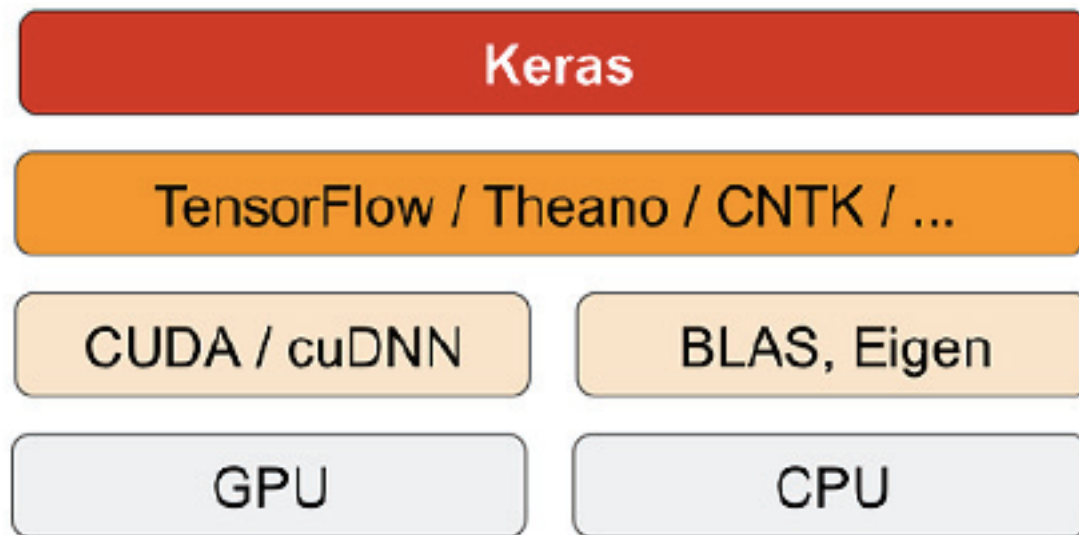 Keras
TensorFlow / Theano / CNTK / ...
CUDA / cuDNN
BLAS, Eigen
GPU
CPU